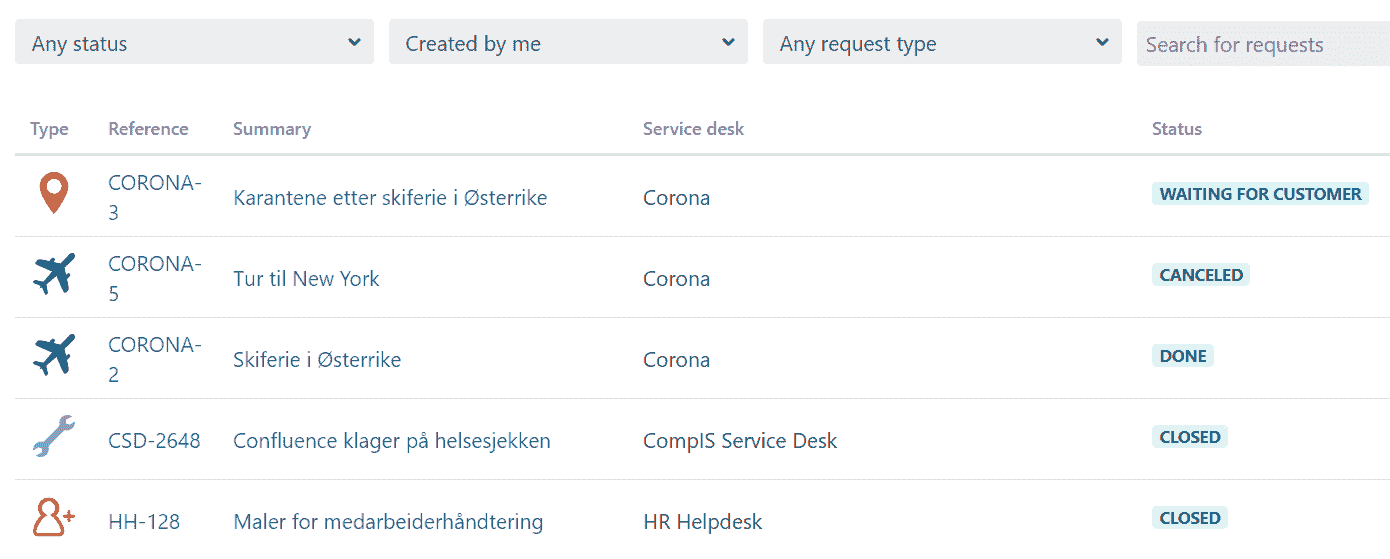 Any status Created by me Any request type Search for requests
Type Reference Summary Service desk Status
CORONA-
3 Karantene etter skiferie i Østerrike Corona WAITING FOR CUSTOMER
CORONA-
5 Tur til New York Corona CANCELED
CORONA-
2 Skiferie i Østerrike Corona DONE
CSD-2648 Confluence klager på helsesjekken CompIS Service Desk CLOSED
HH-128 Maler for medarbeiderhåndtering HR Helpdesk CLOSED